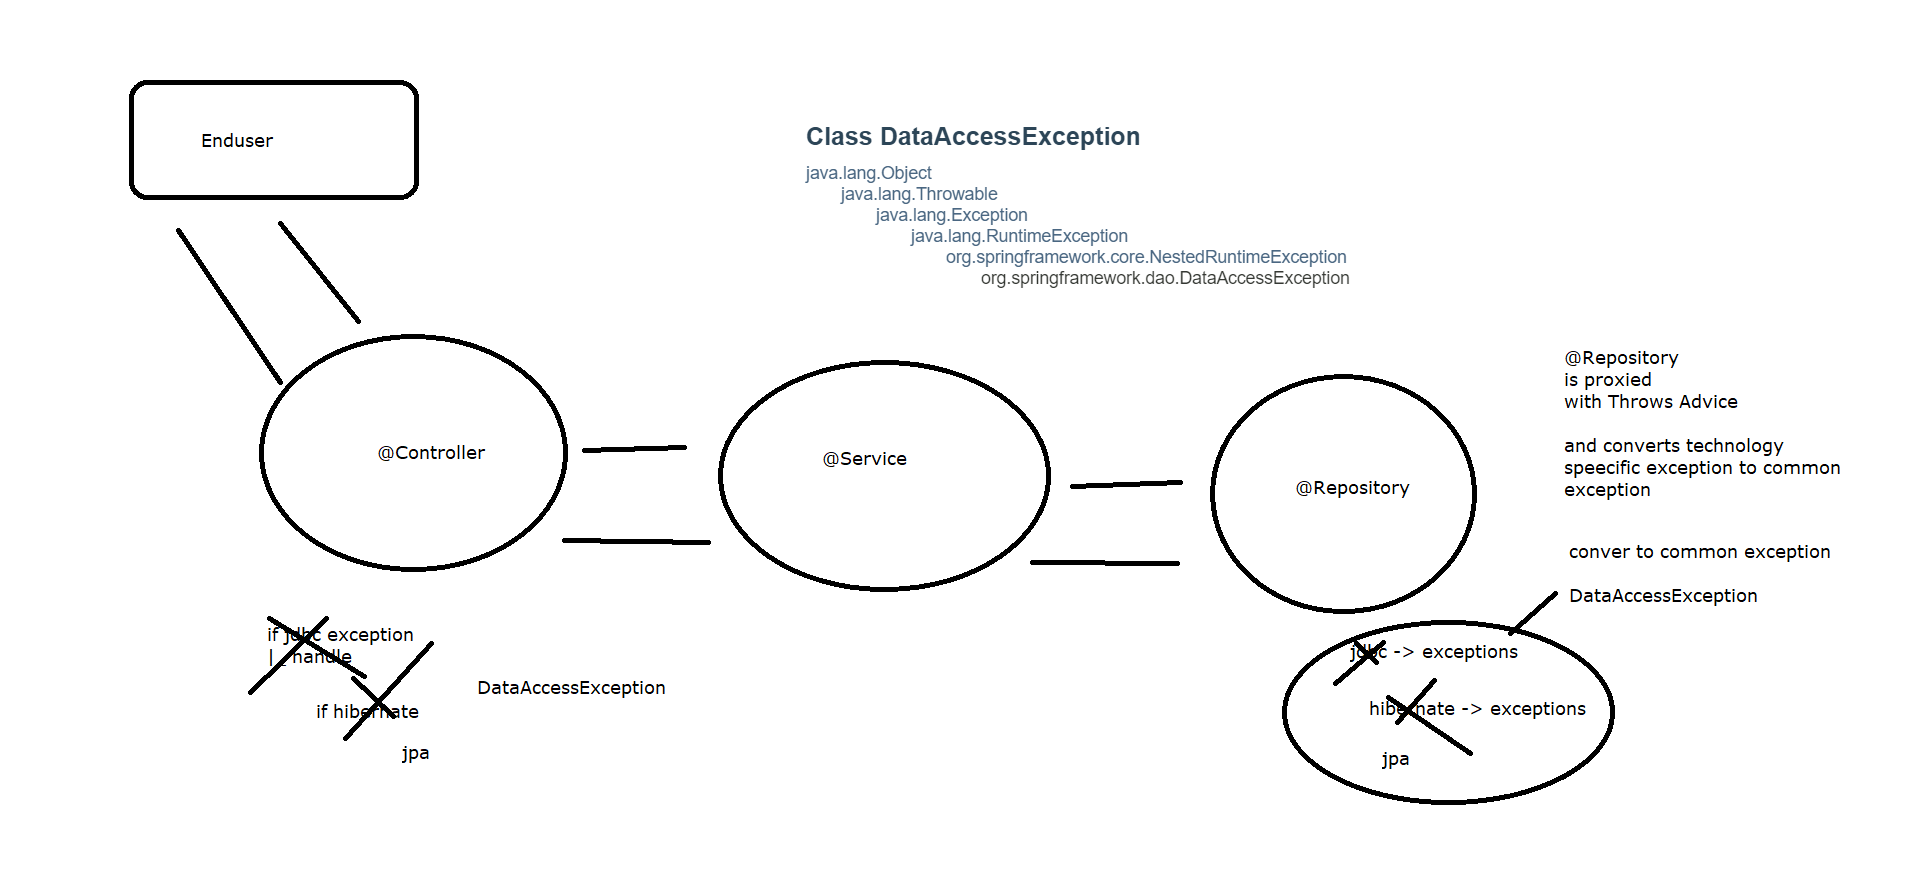 Enduser
Class DataAccessException
java.lang.Object
java.lang.Throwable
java.lang.Exception
java.lang.RuntimeException
org.springframework.core.NestedRuntimeException
org.springframework.dao.DataAccessException
@Controller
@Service
@Repository
@Repository
is proxied
with Throws Advice
and converts technology
speecific exception to common
exception
conver to common exception
DataAccessException
if jdbc exception
|_ handle
if hibernate
jpa
DataAccessException
jdbc -> exceptions
hibernate -> exceptions
jpa